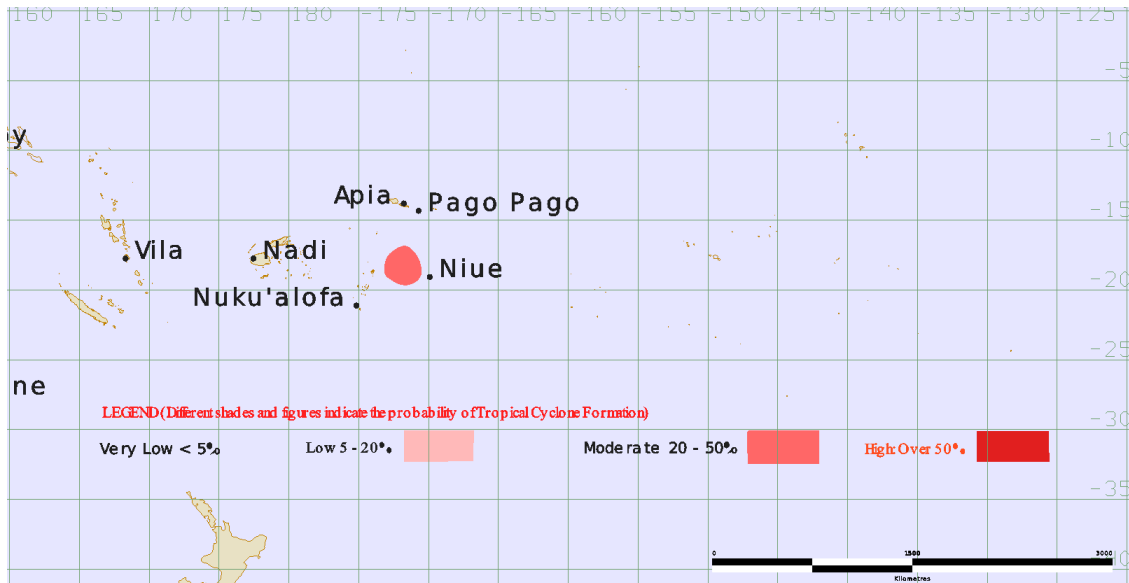 160 165 170 175 180 -175 -170 -165 -160 -155 -150 -145 -140 -135 -130 -125
-5
-10
Apia
Pago Pago
-15
Vila
Nadi
Niue
-20
Nuku'alofa
-25
ne
LEGEND(Different shades and figures indicate the probability of Tropical Cyclone Formation)
-30
Very Low < 5%
Low 5 - 20%
Moderate 20 - 50%
High: Over 50%
-35
0 1500 3000
Kilometres